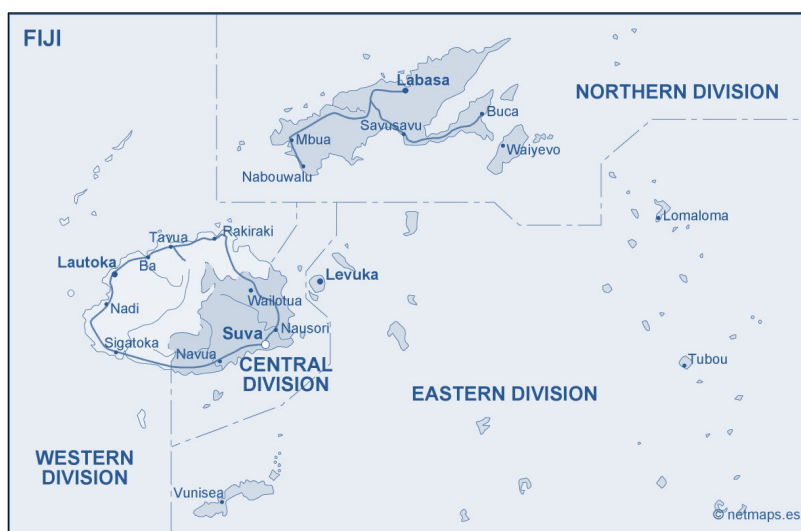 FIJI
Labasa
NORTHERN DIVISION
Buca
Savusavu
Mbua
Waiyevo
Nabouwalu
Lomaloma
Rakiraki
Tavua
Ba
Lautoka
Levuka
Nadi
Wailotua
Nausori
Suva
Sigatoka
Navua
CENTRAL
DIVISION
Tubou
EASTERN DIVISION
WESTERN
DIVISION
Vunisea
© netmaps.es